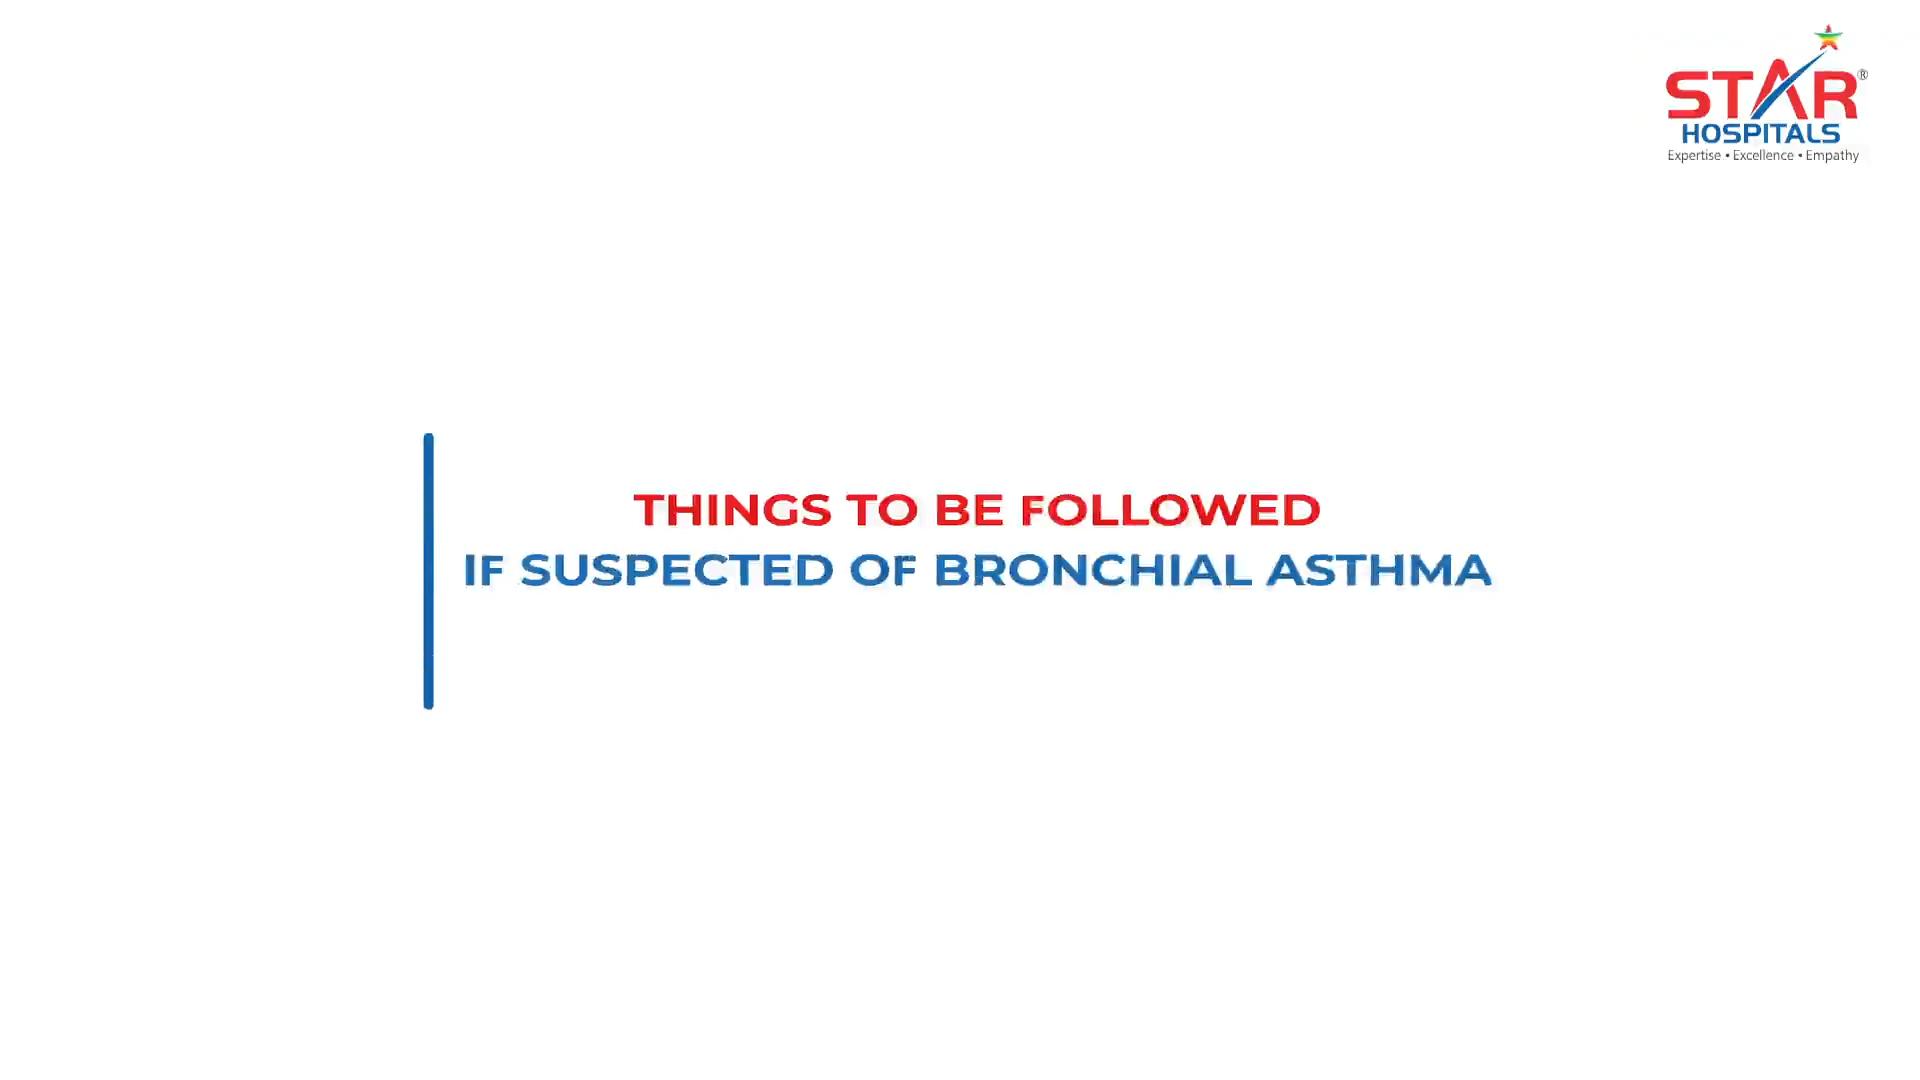 STAR®
HOSPITALS
Expertise • Excellence • Empathy
THINGS TO BE FOLLOWED
IF SUSPECTED OF BRONCHIAL ASTHMA